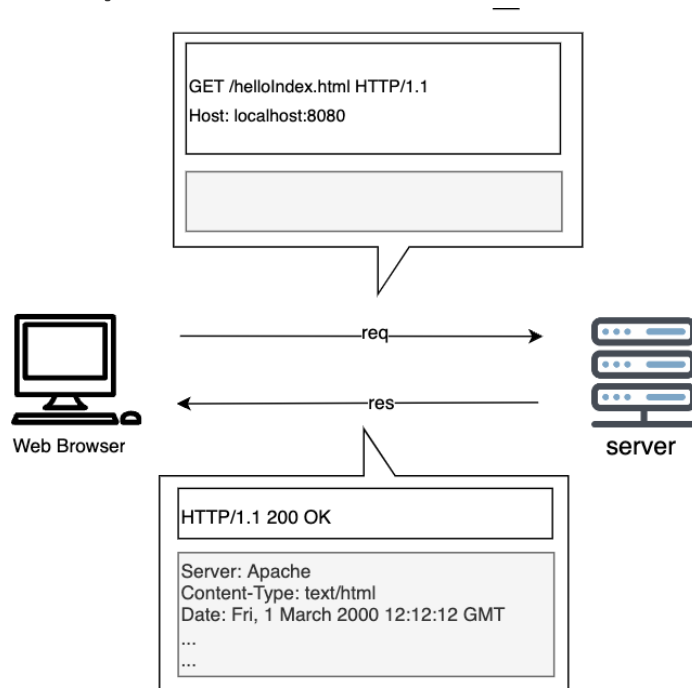 GET /helloIndex.html HTTP/1.1
Host: localhost:8080
req
res
Web Browser
server
HTTP/1.1 200 OK
Server: Apache
Content-Type: text/html
Date: Fri, 1 March 2000 12:12:12 GMT
...
...